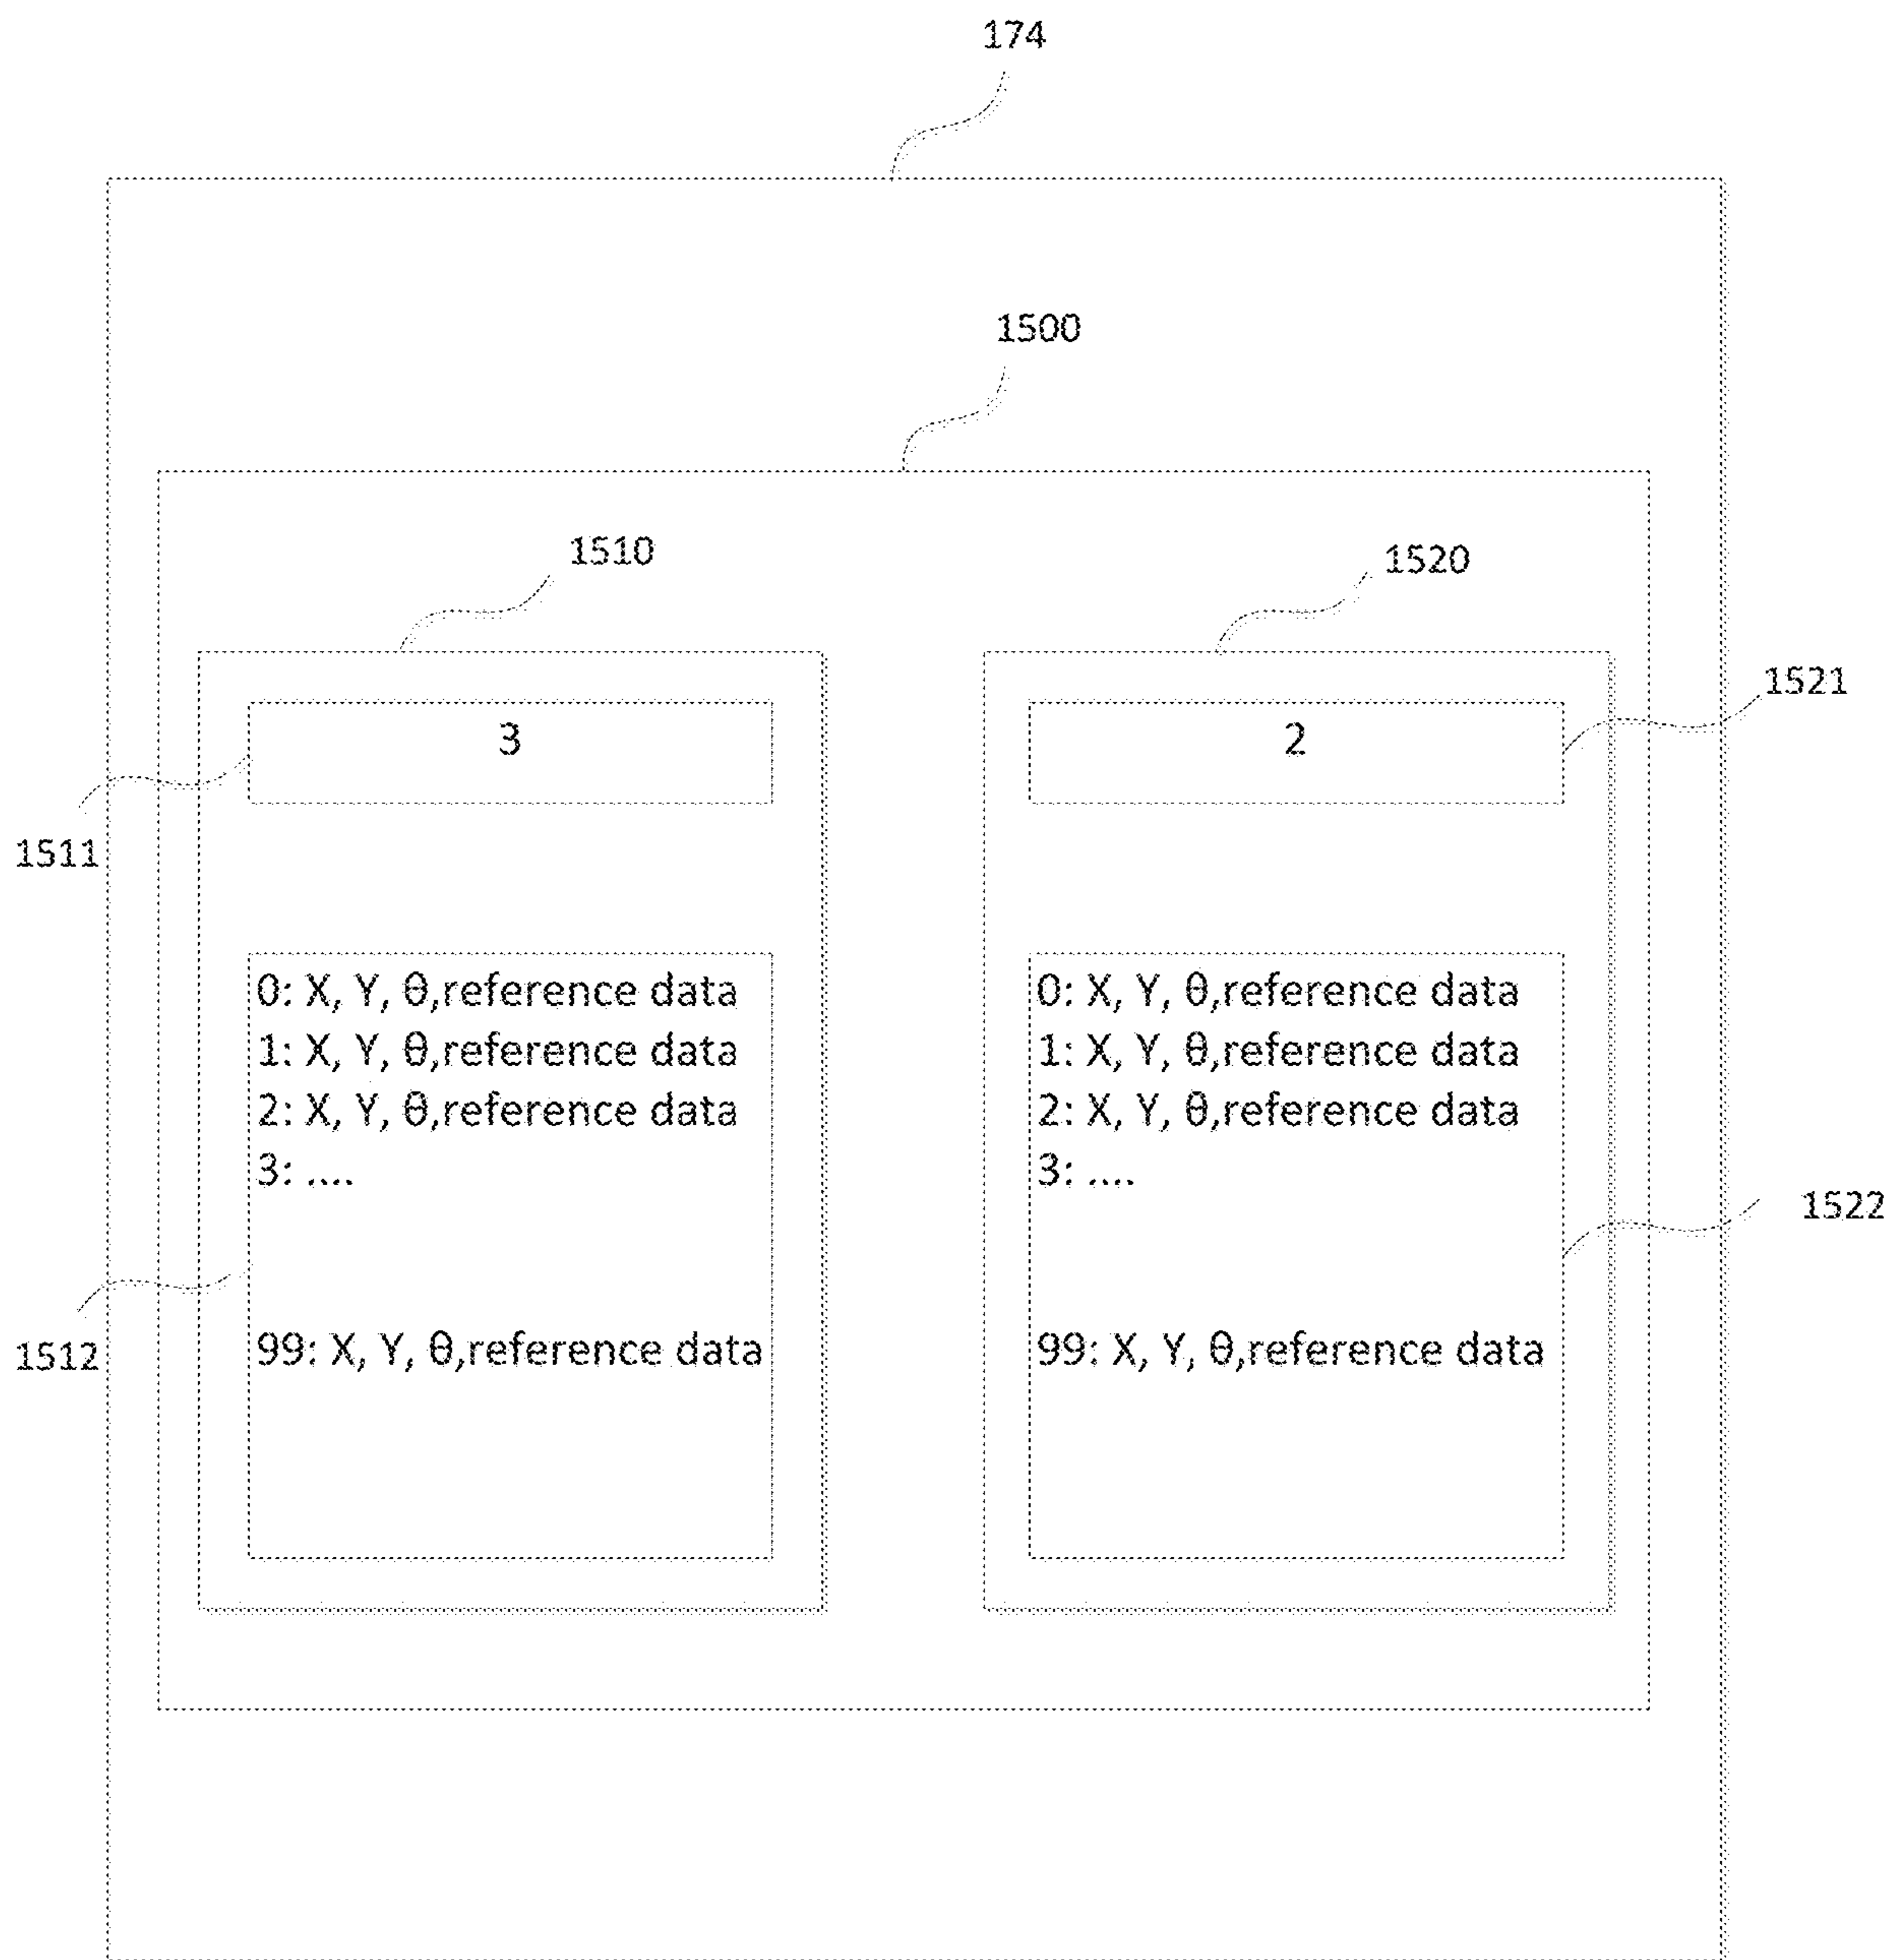 174
1500
1510
1520
1521
3
2
1511
0: X, Y, θ,reference data
1: X, Y, θ,reference data
2: X, Y, θ,reference data
3: ....
99: X, Y, θ,reference data
0: X, Y, θ,reference data
1: X, Y, θ,reference data
2: X, Y, θ,reference data
3: ....
99: X, Y, θ,reference data
1522
1512